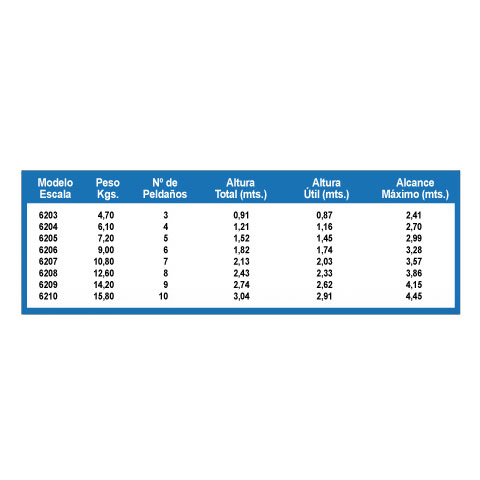 Modelo Escala Peso Kgs. Nº de Peldaños Altura Total (mts.) Altura Útil (mts.) Alcance Máximo (mts.)
6203 4,70 3 0,91 0,87 2,41
6204 6,10 4 1,21 1,16 2,70
6205 7,20 5 1,52 1,45 2,99
6206 9,00 6 1,82 1,74 3,28
6207 10,80 7 2,13 2,03 3,57
6208 12,60 8 2,43 2,33 3,86
6209 14,20 9 2,74 2,62 4,15
6210 15,80 10 3,04 2,91 4,45